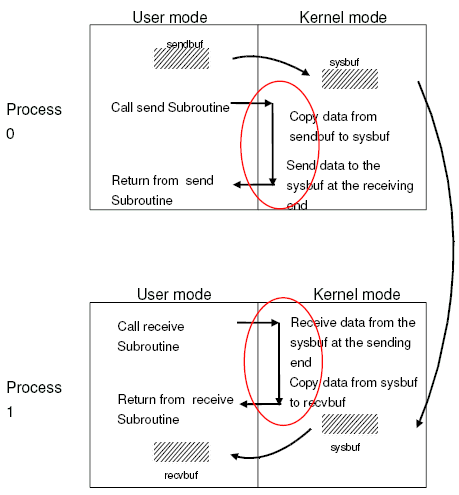 User mode
Kernel mode
sendbuf
sysbuf
Process
0
Call send Subroutine
Copy data from
sendbuf to sysbuf
Return from send
Subroutine
Send data to the
sysbuf at the receiving
end
User mode
Kernel mode
Process
1
Call receive
Subroutine
Receive data from the
sysbuf at the sending
end
Return from receive
Subroutine
Copy data from sysbuf
to recvbuf
recvbuf
sysbuf